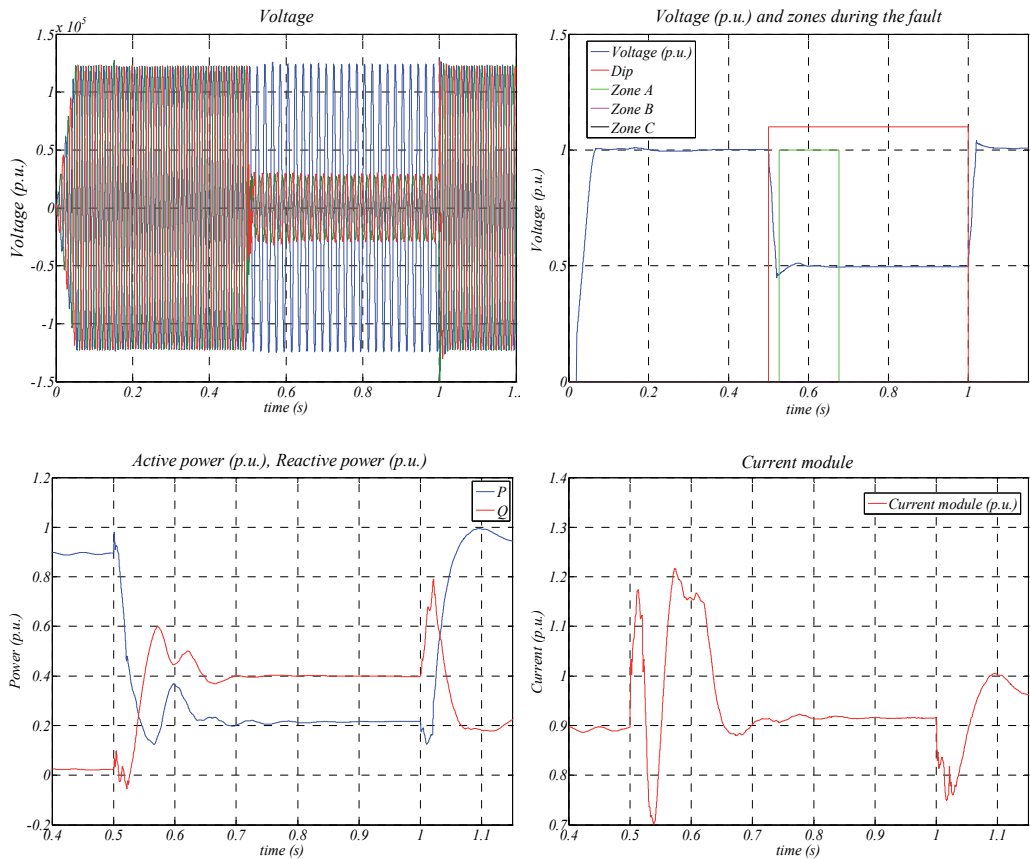 Voltage
x 10^5
1.5
1
0.5
0
-0.5
-1
-1.5
Voltage (p.u.)
0 0.2 0.4 0.6 0.8 1 1..
time (s)
Voltage (p.u.) and zones during the fault
1.5
1
0.5
0
Voltage (p.u.)
Voltage (p.u.)
Dip
Zone A
Zone B
Zone C
0 0.2 0.4 0.6 0.8 1
time (s)
Active power (p.u.), Reactive power (p.u.)
1.2
1
0.8
0.6
0.4
0.2
0
-0.2
Power (p.u.)
P
Q
0.4 0.5 0.6 0.7 0.8 0.9 1 1.1
time (s)
Current module
1.4
1.3
1.2
1.1
1
0.9
0.8
0.7
Current (p.u.)
Current module (p.u.)
0.4 0.5 0.6 0.7 0.8 0.9 1 1.1
time (s)